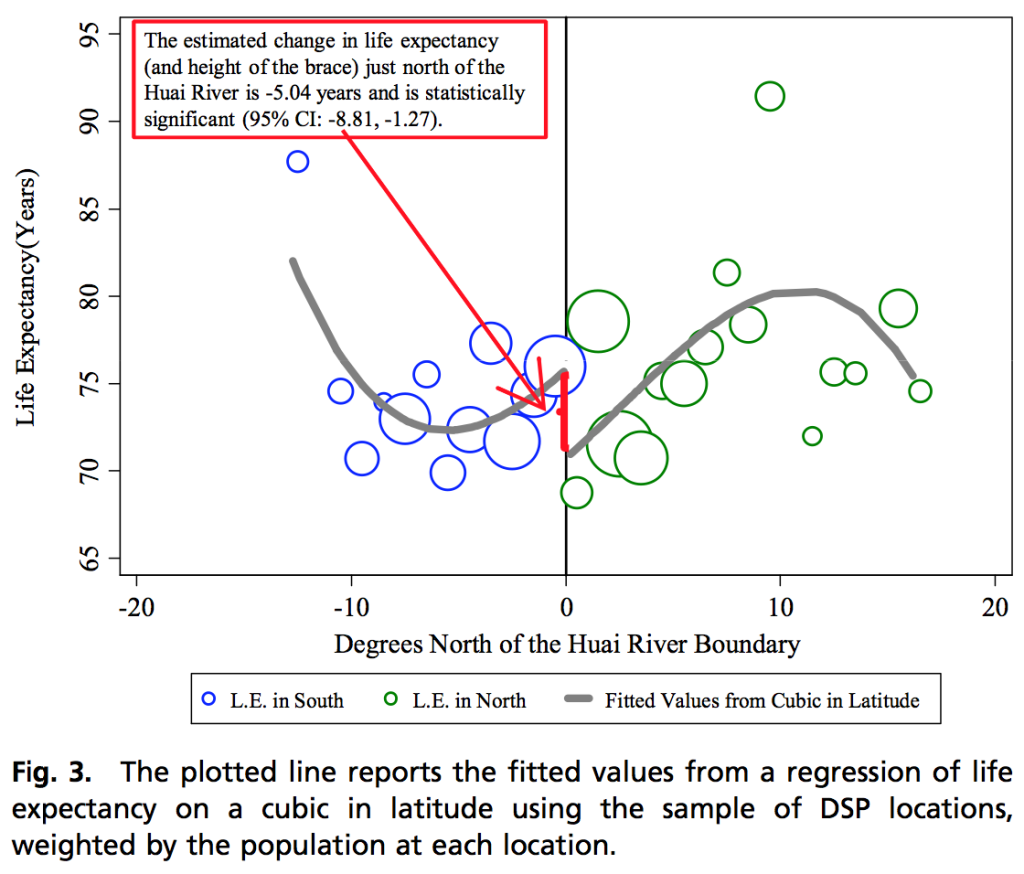 The estimated change in life expectancy
(and height of the brace) just north of the
Huai River is -5.04 years and is statistically
significant (95% CI: -8.81, -1.27).
Life Expectancy(Years)
95
90
85
80
75
70
65
-20
-10
0
10
20
Degrees North of the Huai River Boundary
L.E. in South
L.E. in North
Fitted Values from Cubic in Latitude
Fig. 3. The plotted line reports the fitted values from a regression of life
expectancy on a cubic in latitude using the sample of DSP locations,
weighted by the population at each location.